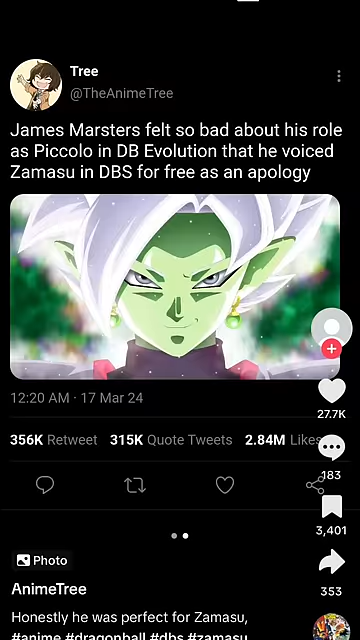 Tree
@TheAnimeTree
James Marsters felt so bad about his role
as Piccolo in DB Evolution that he voiced
Zamasu in DBS for free as an apology
12:20 AM · 17 Mar 24
27.7K
356K Retweet 315K Quote Tweets 2.84M Likes
183
3,401
Photo
AnimeTree
353
Honestly he was perfect for Zamasu,
#anime #dragonball #dbs #zamasu